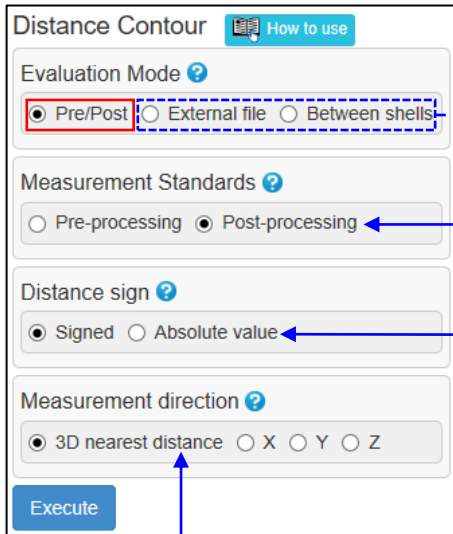 Distance Contour How to use
Evaluation Mode ?
Pre/Post External file Between shells
Measurement Standards ?
Pre-processing Post-processing
Distance sign ?
Signed Absolute value
Measurement direction ?
3D nearest distance X Y Z
Execute